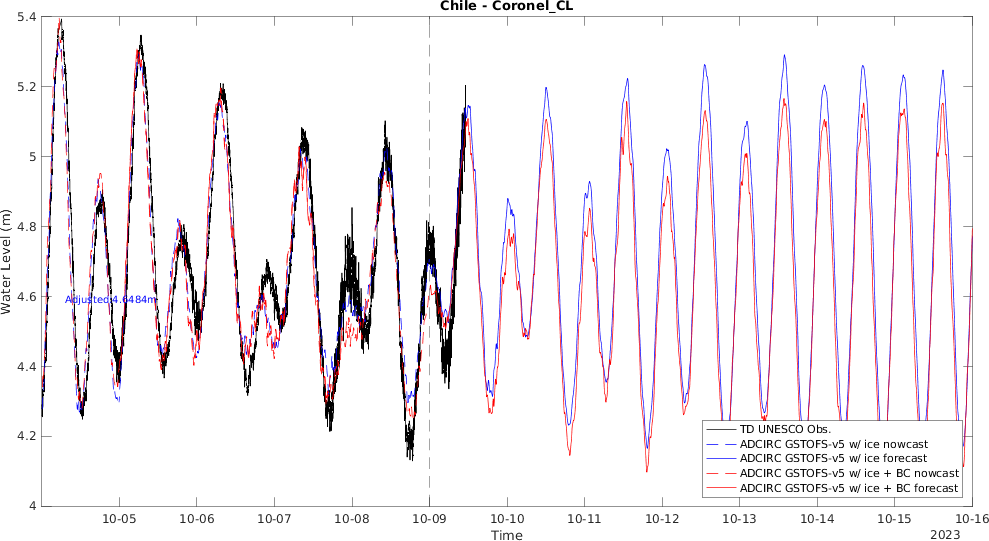 Chile - Coronel_CL
5.4
5.2
5
4.8
4.6
4.4
4.2
4
Water Level (m)
Adjusted:4.6484m
TD UNESCO Obs.
ADCIRC GSTOFS-v5 w/ ice nowcast
ADCIRC GSTOFS-v5 w/ ice forecast
ADCIRC GSTOFS-v5 w/ ice + BC nowcast
ADCIRC GSTOFS-v5 w/ ice + BC forecast
10-05 10-06 10-07 10-08 10-09 10-10 10-11 10-12 10-13 10-14 10-15 10-16
Time
2023